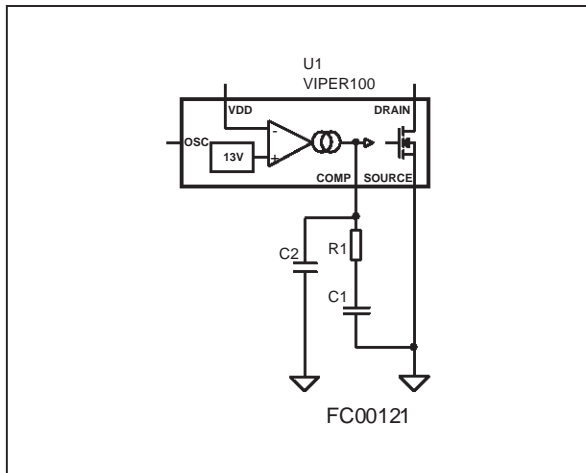 U1
VIPER100
VDD
DRAIN
OSC
-
13V
+
COMP SOURCE
C2
R1
C1
FC00121